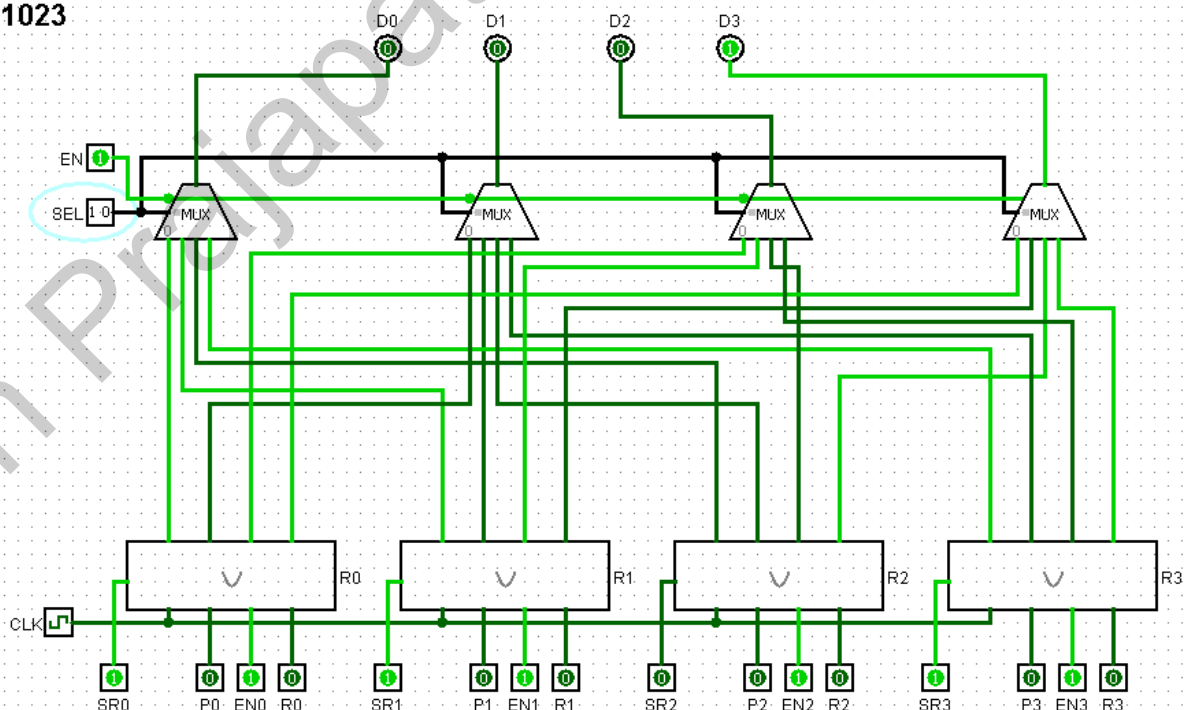 1023
D0 D1 D2 D3
EN 1
SEL 1 0
0 0 0 1
MUX MUX MUX MUX
0 0 0 0
R0 R1 R2 R3
CLK
1 0 1 0 1 0 1 0 0 0 1 0 1 0 1 0
SR0 P0 EN0 R0 SR1 P1 EN1 R1 SR2 P2 EN2 R2 SR3 P3 EN3 R3